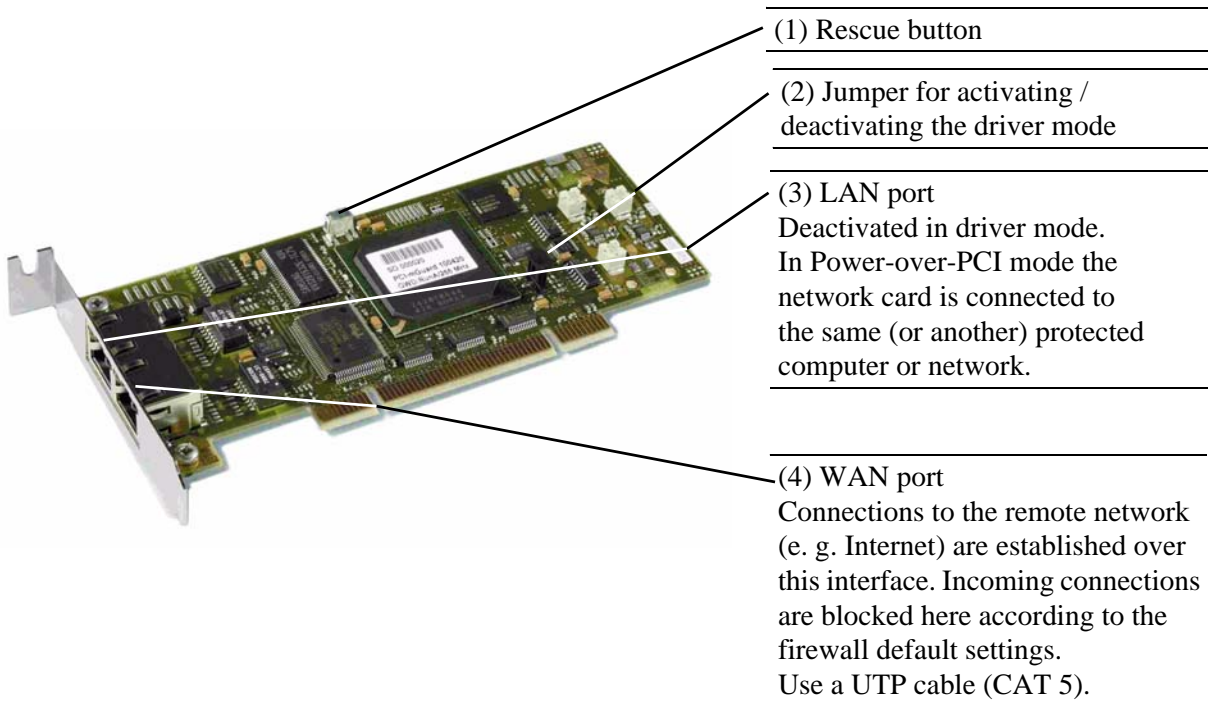 (1) Rescue button
(2) Jumper for activating /
deactivating the driver mode
(3) LAN port
Deactivated in driver mode.
In Power-over-PCI mode the
network card is connected to
the same (or another) protected
computer or network.
(4) WAN port
Connections to the remote network
(e. g. Internet) are established over
this interface. Incoming connections
are blocked here according to the
firewall default settings.
Use a UTP cable (CAT 5).
SD 000020